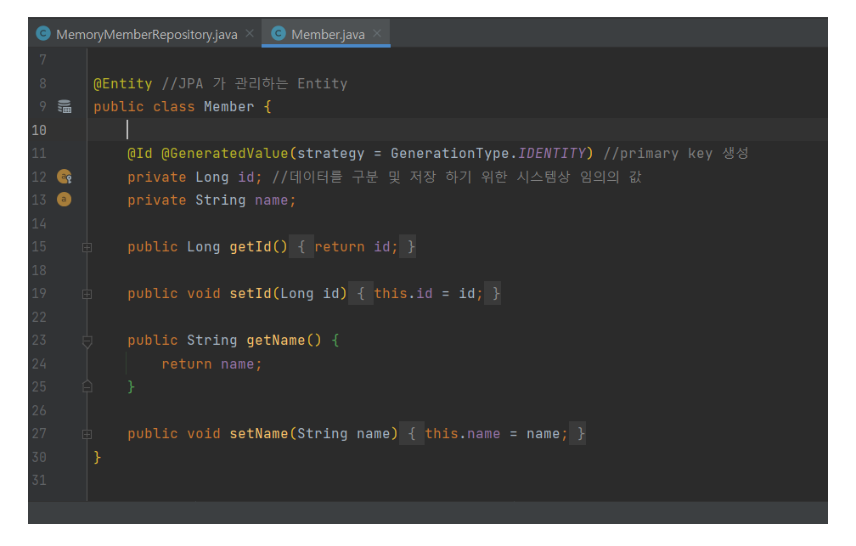 MemoryMemberRepository.java × Member.java ×
7
8 @Entity //JPA 가 관리하는 Entity
9 public class Member {
10
11 @Id @GeneratedValue(strategy = GenerationType.IDENTITY) //primary key 생성
12 private Long id; //데이터를 구분 및 저장 하기 위한 시스템상 임의의 값
13 private String name;
14
15 public Long getId() { return id; }
18
19 public void setId(Long id) { this.id = id; }
22
23 public String getName() {
24 return name;
25 }
26
27 public void setName(String name) { this.name = name; }
30 }
31